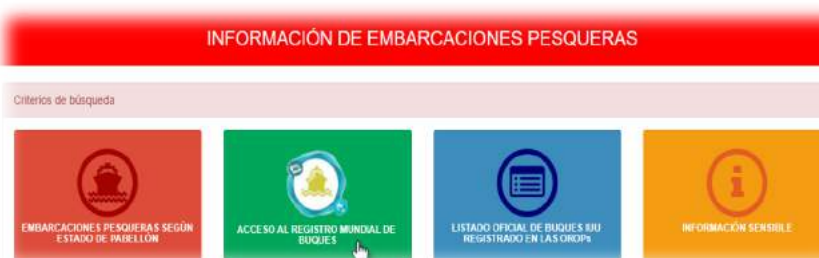 INFORMACIÓN DE EMBARCACIONES PESQUERAS
Criterios de búsqueda
EMBARCACIONES PESQUERAS SEGÚN
ESTADO DE PABELLÓN
ACCESO AL REGISTRO MUNDIAL DE
BUQUES
LISTADO OFICIAL DE BUQUES IUU
REGISTRADO EN LAS OROPs
INFORMACIÓN SENSIBLE